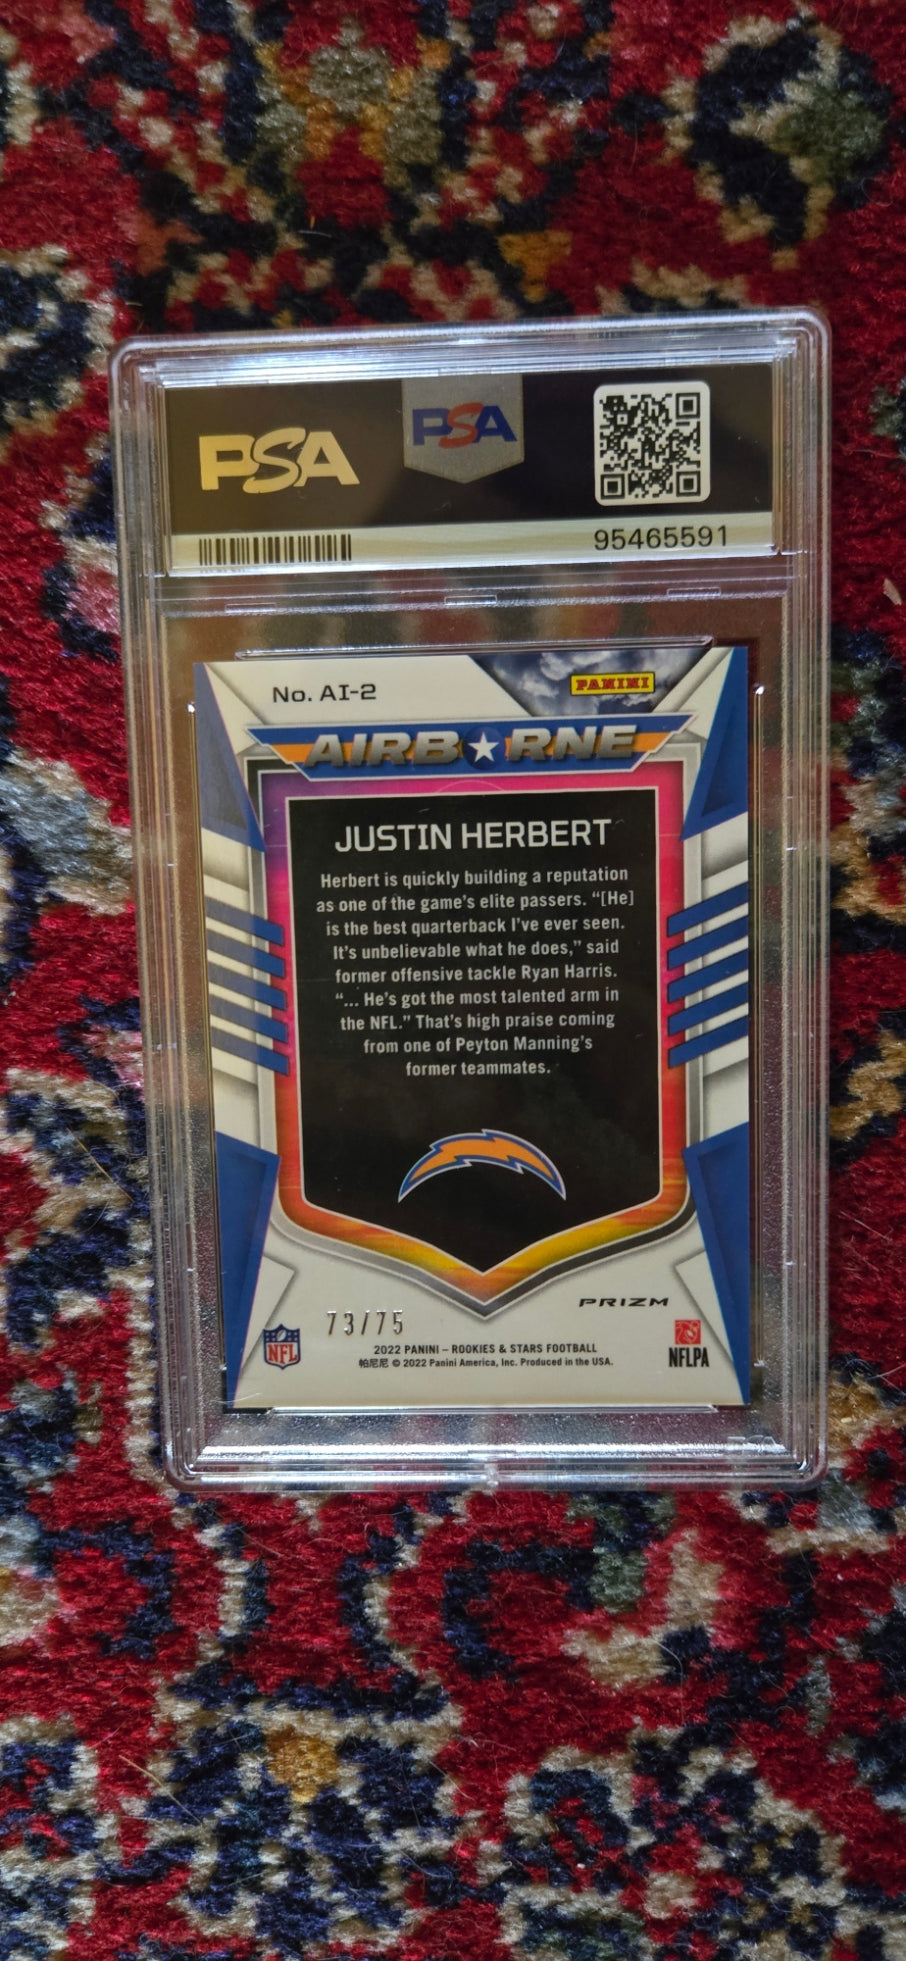 PSA
PSA
95465591
No. AI-2
PANINI
AIRBORNE
JUSTIN HERBERT
Herbert is quickly building a reputation
as one of the game's elite passers. “[He]
is the best quarterback I've ever seen.
It's unbelievable what he does,” said
former offensive tackle Ryan Harris.
“... He's got the most talented arm in
the NFL.” That's high praise coming
from one of Peyton Manning's
former teammates.
PRIZM
73/75
NFL
2022 PANINI – ROOKIES & STARS FOOTBALL
帕尼尼 © 2022 Panini America, Inc. Produced in the USA.
NFLPA